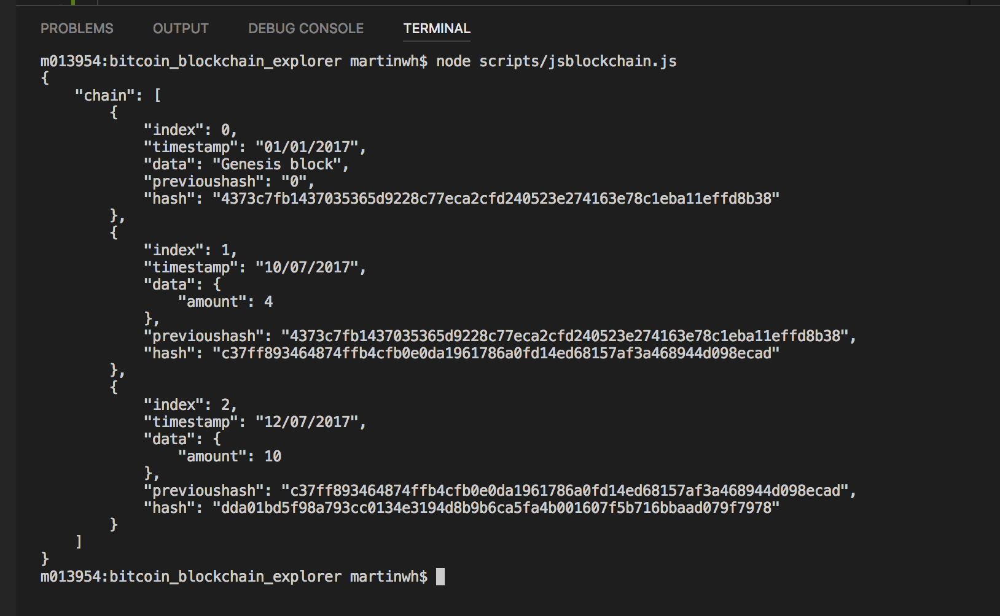 PROBLEMS OUTPUT DEBUG CONSOLE TERMINAL
m013954:bitcoin_blockchain_explorer martinwh$ node scripts/jsblockchain.js
{
    "chain": [
        {
            "index": 0,
            "timestamp": "01/01/2017",
            "data": "Genesis block",
            "previoushash": "0",
            "hash": "4373c7fb1437035365d9228c77eca2cfd240523e274163e78c1eba11effd8b38"
        },
        {
            "index": 1,
            "timestamp": "10/07/2017",
            "data": {
                "amount": 4
            },
            "previoushash": "4373c7fb1437035365d9228c77eca2cfd240523e274163e78c1eba11effd8b38",
            "hash": "c37ff893464874ffb4cfb0e0da1961786a0fd14ed68157af3a468944d098ecad"
        },
        {
            "index": 2,
            "timestamp": "12/07/2017",
            "data": {
                "amount": 10
            },
            "previoushash": "c37ff893464874ffb4cfb0e0da1961786a0fd14ed68157af3a468944d098ecad",
            "hash": "dda01bd5f98a793cc0134e3194d8b9b6ca5fa4b001607f5b716bbaad079f7978"
        }
    ]
}
m013954:bitcoin_blockchain_explorer martinwh$